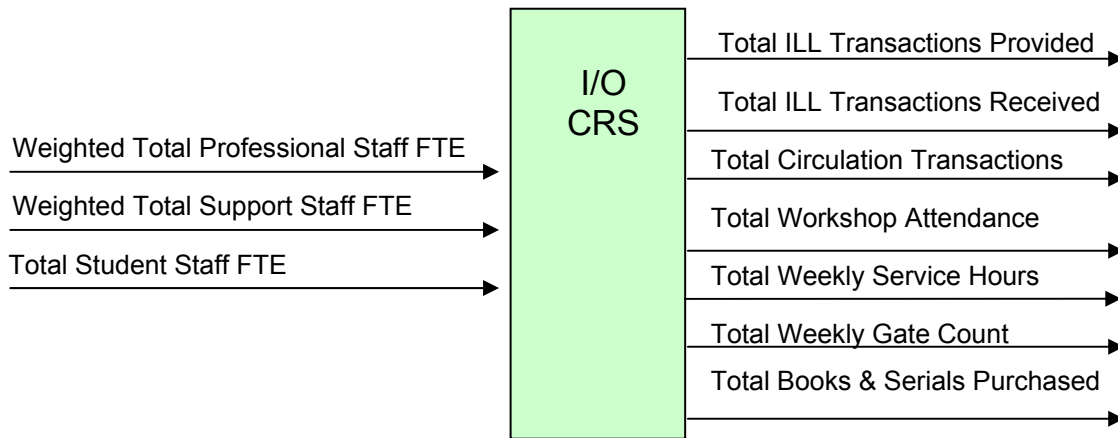 Weighted Total Professional Staff FTE
Weighted Total Support Staff FTE
Total Student Staff FTE
I/O
CRS
Total ILL Transactions Provided
Total ILL Transactions Received
Total Circulation Transactions
Total Workshop Attendance
Total Weekly Service Hours
Total Weekly Gate Count
Total Books & Serials Purchased